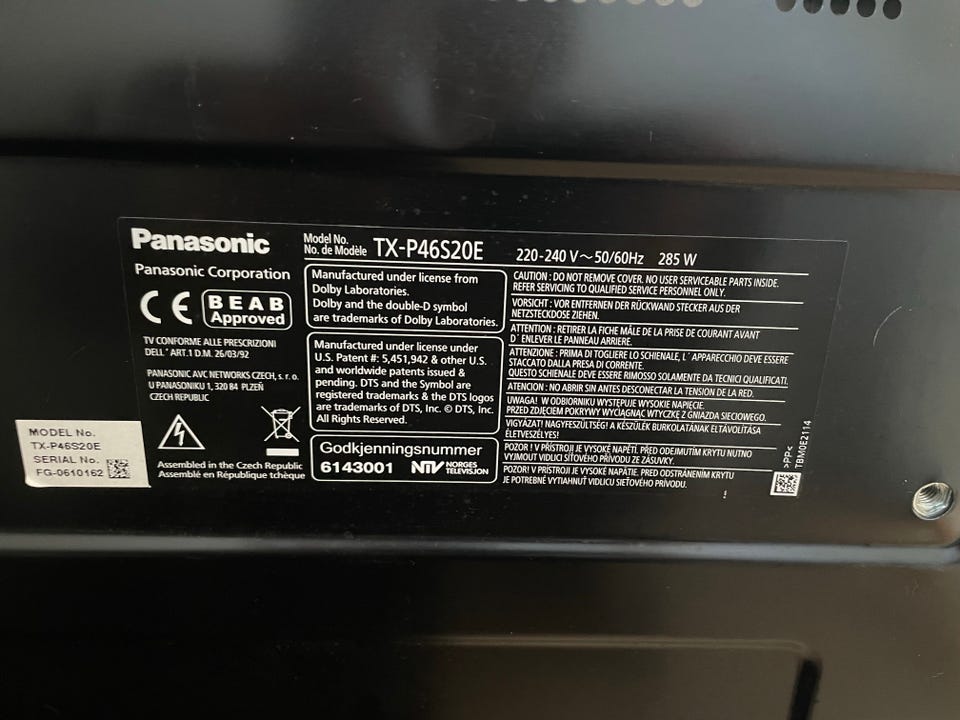 Panasonic
Model No.
No. de Modèle TX-P46S20E
220-240 V～50/60Hz 285 W
Panasonic Corporation
CE
BEAB
Approved
TV CONFORME ALLE PRESCRIZIONI
DELL' ART.1 D.M. 26/03/92
PANASONIC AVC NETWORKS CZECH, s. r. o.
U PANASONIKU 1, 320 84 PLZEŇ
CZECH REPUBLIC
Assembled in the Czech Republic
Assemblé en République tchèque
MODEL No.
TX-P46S20E
SERIAL No.
FG-0610162
Manufactured under license from
Dolby Laboratories.
Dolby and the double-D symbol
are trademarks of Dolby Laboratories.
Manufactured under license under
U.S. Patent #: 5,451,942 & other U.S.
and worldwide patents issued &
pending. DTS and the Symbol are
registered trademarks & the DTS logos
are trademarks of DTS, Inc. © DTS, Inc.
All Rights Reserved.
Godkjenningsnummer
6143001 NTV NORGES
TELEVISION
CAUTION : DO NOT REMOVE COVER. NO USER SERVICEABLE PARTS INSIDE.
REFER SERVICING TO QUALIFIED SERVICE PERSONNEL ONLY.
VORSICHT : VOR ENTFERNEN DER RÜCKWAND STECKER AUS DER
NETZSTECKDOSE ZIEHEN.
ATTENTION : RETIRER LA FICHE MÂLE DE LA PRISE DE COURANT AVANT
D' ENLEVER LE PANNEAU ARRIERE.
ATTENZIONE : PRIMA DI TOGLIERE LO SCHIENALE, L' APPARECCHIO DEVE ESSERE
STACCATO DALLA PRESA DI CORRENTE.
QUESTO SCHIENALE DEVE ESSERE RIMOSSO SOLAMENTE DA TECNICI QUALIFICATI.
ATENCION : NO ABRIR SIN ANTES DESCONECTAR LA TENSION DE LA RED.
UWAGA! W ODBIORNIKU WYSTĘPUJE WYSOKIE NAPIĘCIE.
PRZED ZDJĘCIEM POKRYWY WYCIĄGNĄĆ WTYCZKĘ Z GNIAZDA SIECIOWEGO.
VIGYÁZAT! NAGYFESZÜLTSÉG! A KÉSZÜLÉK BURKOLATÁNAK ELTÁVOLÍTÁSA
ÉLETVESZÉLYES!
POZOR ! V PŘÍSTROJI JE VYSOKÉ NAPĚTÍ. PŘED ODEJMUTÍM KRYTU NUTNO
VYJMOUT VIDLICI SÍŤOVÉHO PŘÍVODU ZE ZÁSUVKY.
POZOR! V PRÍSTROJI JE VYSOKÉ NAPÄTIE. PRED ODSTRÁNENÍM KRYTU
JE POTREBNÉ VYTIAHNUŤ VIDLICU SIEŤOVÉHO PRÍVODU.
>PP<
TBM0E2114